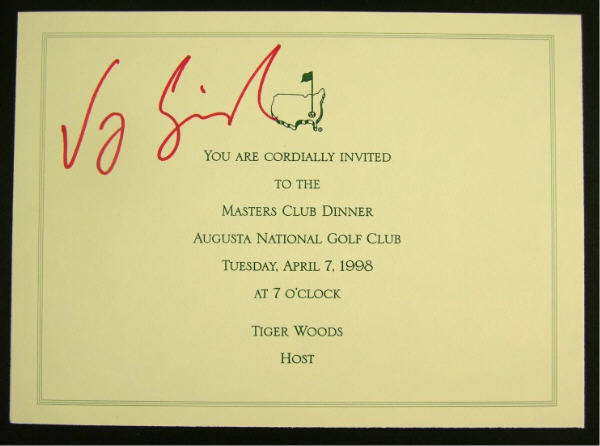 YOU ARE CORDIALLY INVITED
TO THE
MASTERS CLUB DINNER
AUGUSTA NATIONAL GOLF CLUB
TUESDAY, APRIL 7, 1998
AT 7 O'CLOCK
TIGER WOODS
HOST